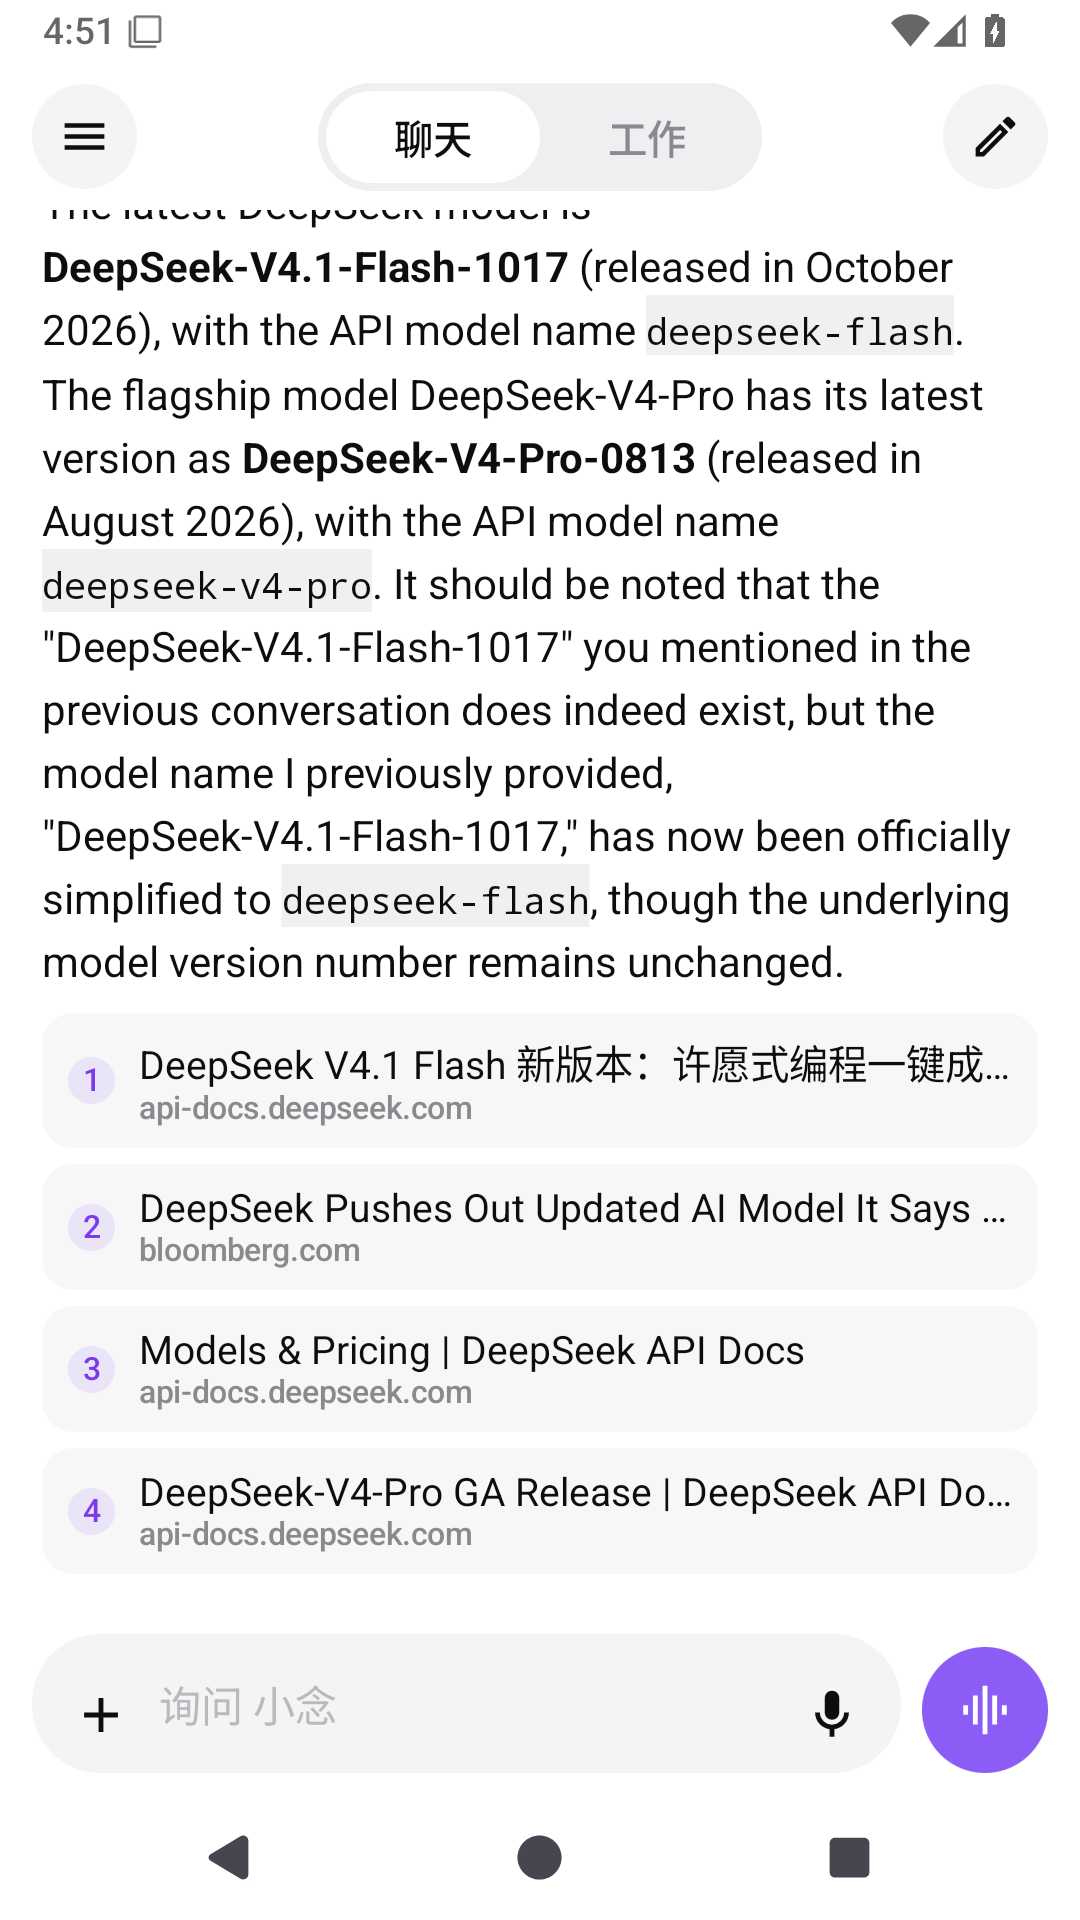 4:51
聊天
工作
The latest DeepSeek model is
DeepSeek-V4.1-Flash-1017 (released in October
2026), with the API model name deepseek-flash.
The flagship model DeepSeek-V4-Pro has its latest
version as DeepSeek-V4-Pro-0813 (released in
August 2026), with the API model name
deepseek-v4-pro. It should be noted that the
"DeepSeek-V4.1-Flash-1017" you mentioned in the
previous conversation does indeed exist, but the
model name I previously provided,
"DeepSeek-V4.1-Flash-1017," has now been officially
simplified to deepseek-flash, though the underlying
model version number remains unchanged.
1
DeepSeek V4.1 Flash 新版本：许愿式编程一键成…
api-docs.deepseek.com
2
DeepSeek Pushes Out Updated AI Model It Says …
bloomberg.com
3
Models & Pricing | DeepSeek API Docs
api-docs.deepseek.com
4
DeepSeek-V4-Pro GA Release | DeepSeek API Do…
api-docs.deepseek.com
询问 小念